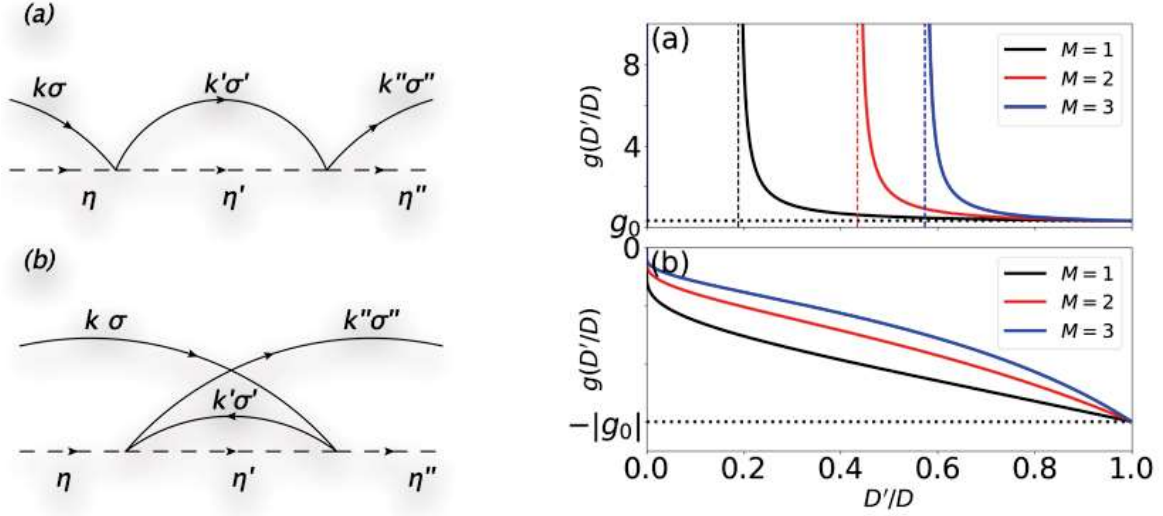 (a)
kσ
k'σ'
k"σ"
η
η'
η"
(b)
k σ
k"σ"
k'σ'
η
η'
η"
(a)
M = 1
M = 2
M = 3
g(D'/D)
8
4
g₀
(b)
M = 1
M = 2
M = 3
g(D'/D)
0
−|g₀|
0.0 0.2 0.4 0.6 0.8 1.0
D'/D